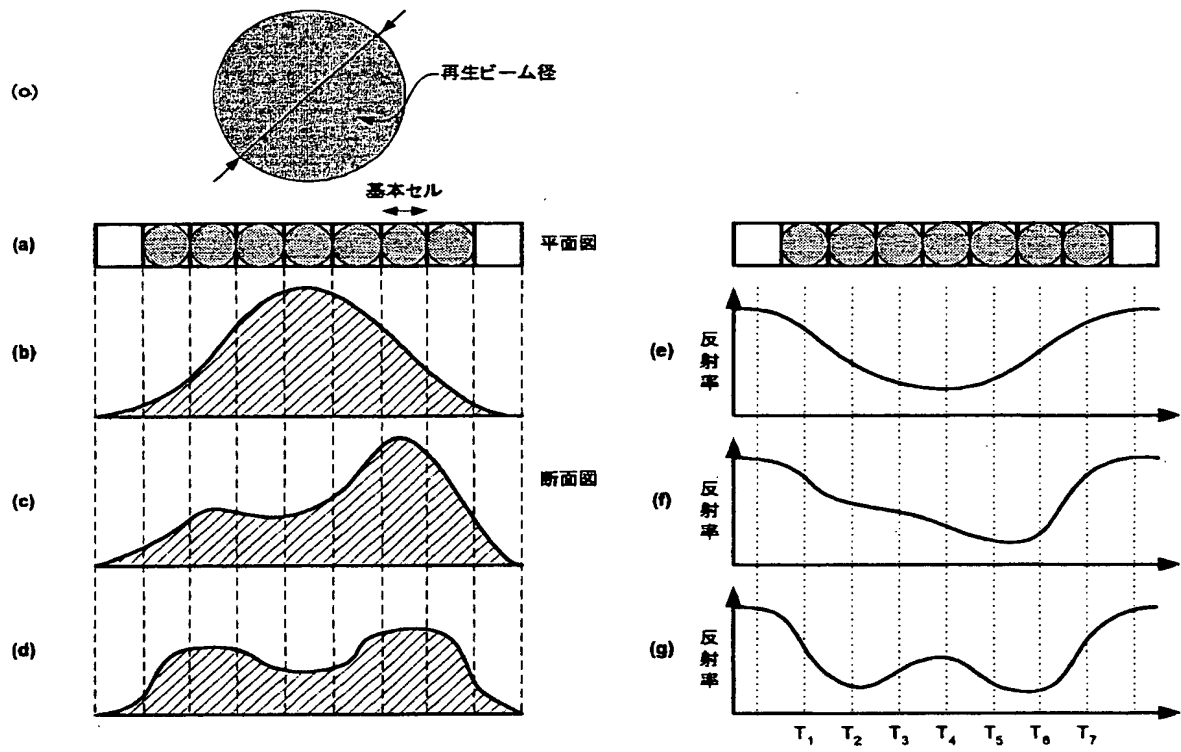 (o)
再生ビーム径
基本セル
(a)
平面図
(b)
(e)
反射率
(c)
断面図
(f)
反射率
(d)
(g)
反射率
T₁ T₂ T₃ T₄ T₅ T₆ T₇